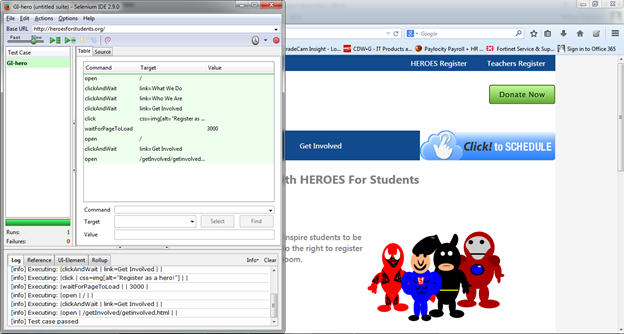 GI-hero (untitled suite) - Selenium IDE 2.9.0
File Edit Actions Options Help
Base URL http://heroesforstudents.org/
Fast Slow
Test Case
GI-hero
Table Source
Command Target Value
open /
clickAndWait link=What We Do
clickAndWait link=Who We Are
clickAndWait link=Get Involved
click css=img[alt="Register as ...
waitForPageToLoad 3000
open /
clickAndWait link=Get Involved
open /getInvolved/getinvolved...
Command
Target Select Find
Value
Runs: 1
Failures: 0
Log Reference UI-Element Rollup Info Clear
[info] Executing: |clickAndWait | link=Get Involved | |
[info] Executing: |click | css=img[alt="Register as a hero!"] | |
[info] Executing: |waitForPageToLoad | | 3000 |
[info] Executing: |open | / | |
[info] Executing: |clickAndWait | link=Get Involved | |
[info] Executing: |open | /getInvolved/getinvolved.html | |
[info] Test case passed
radeCam Insight - Lo... CDW•G - IT Products a... Paylocity Payroll + HR ... Fortinet Service & Sup... Sign in to Office 365
HEROES Register Teachers Register
Donate Now
Get Involved
Click! to SCHEDULE
th HEROES For Students
nspire students to be
o the right to register
oom.